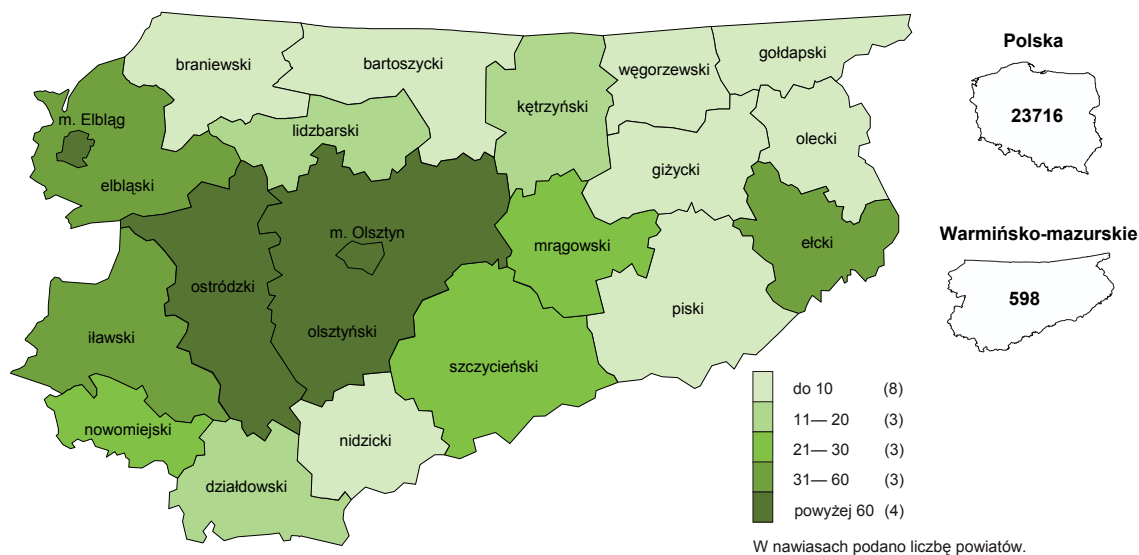 braniewski
bartoszycki
węgorzewski
gołdapski
kętrzyński
m. Elbląg
lidzbarski
olecki
elbląski
giżycki
m. Olsztyn
mrągowski
ełcki
ostródzki
olsztyński
piski
iławski
szczycieński
nowomiejski
nidzicki
działdowski
Polska
23716
Warmińsko-mazurskie
598
do 10 (8)
11— 20 (3)
21— 30 (3)
31— 60 (3)
powyżej 60 (4)
W nawiasach podano liczbę powiatów.